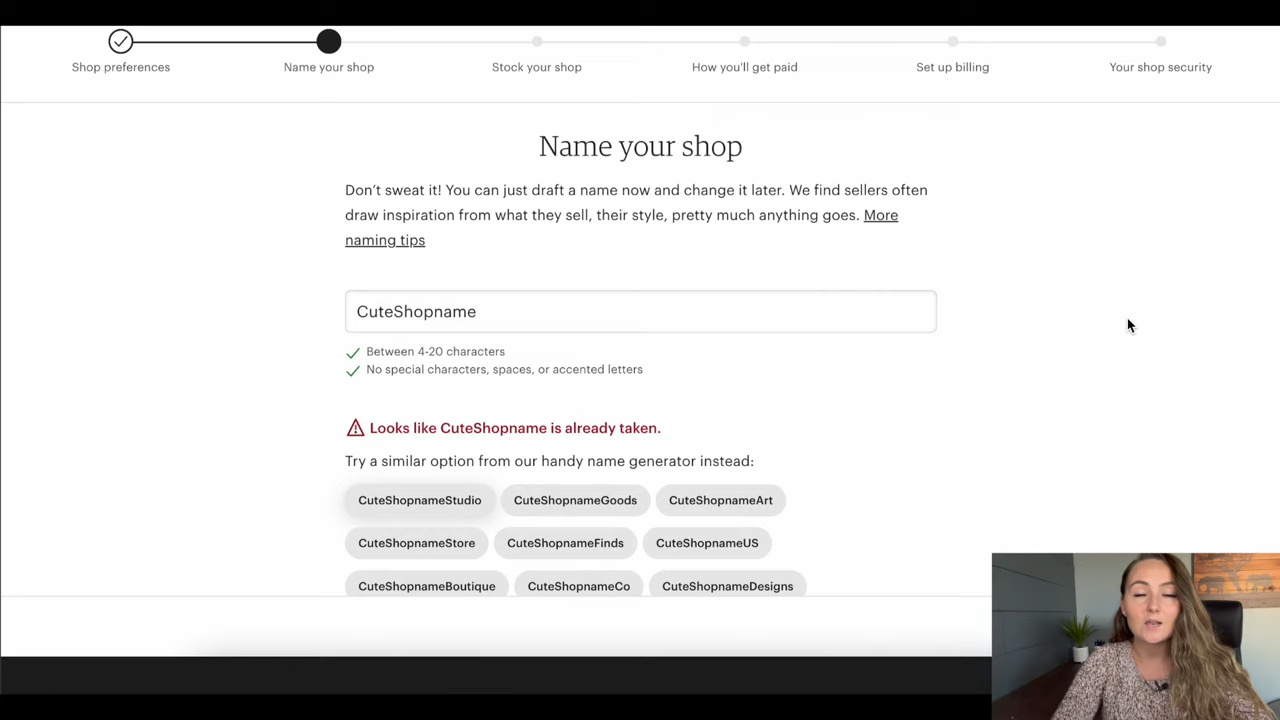 Shop preferences
Name your shop
Stock your shop
How you'll get paid
Set up billing
Your shop security
Name your shop
Don’t sweat it! You can just draft a name now and change it later. We find sellers often
draw inspiration from what they sell, their style, pretty much anything goes. More
naming tips
CuteShopname
Between 4-20 characters
No special characters, spaces, or accented letters
Looks like CuteShopname is already taken.
Try a similar option from our handy name generator instead:
CuteShopnameStudio CuteShopnameGoods CuteShopnameArt
CuteShopnameStore CuteShopnameFinds CuteShopnameUS
CuteShopnameBoutique CuteShopnameCo CuteShopnameDesigns